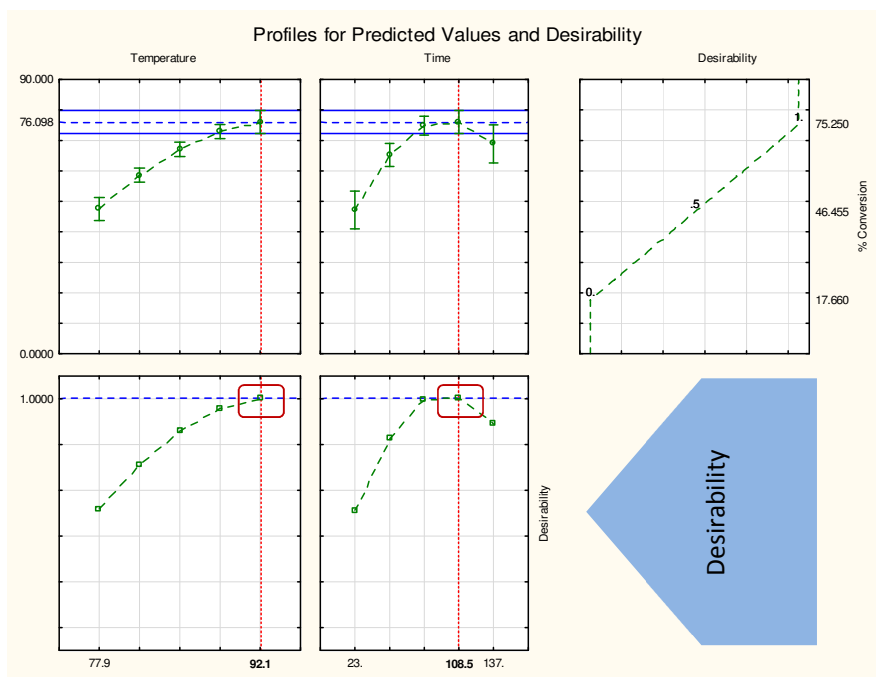 Profiles for Predicted Values and Desirability
Temperature
Time
Desirability
90.000
76.098
0.0000
1.
75.250
.5
46.455
0.
17.660
% Conversion
1.0000
Desirability
Desirability
77.9
92.1
23.
108.5
137.